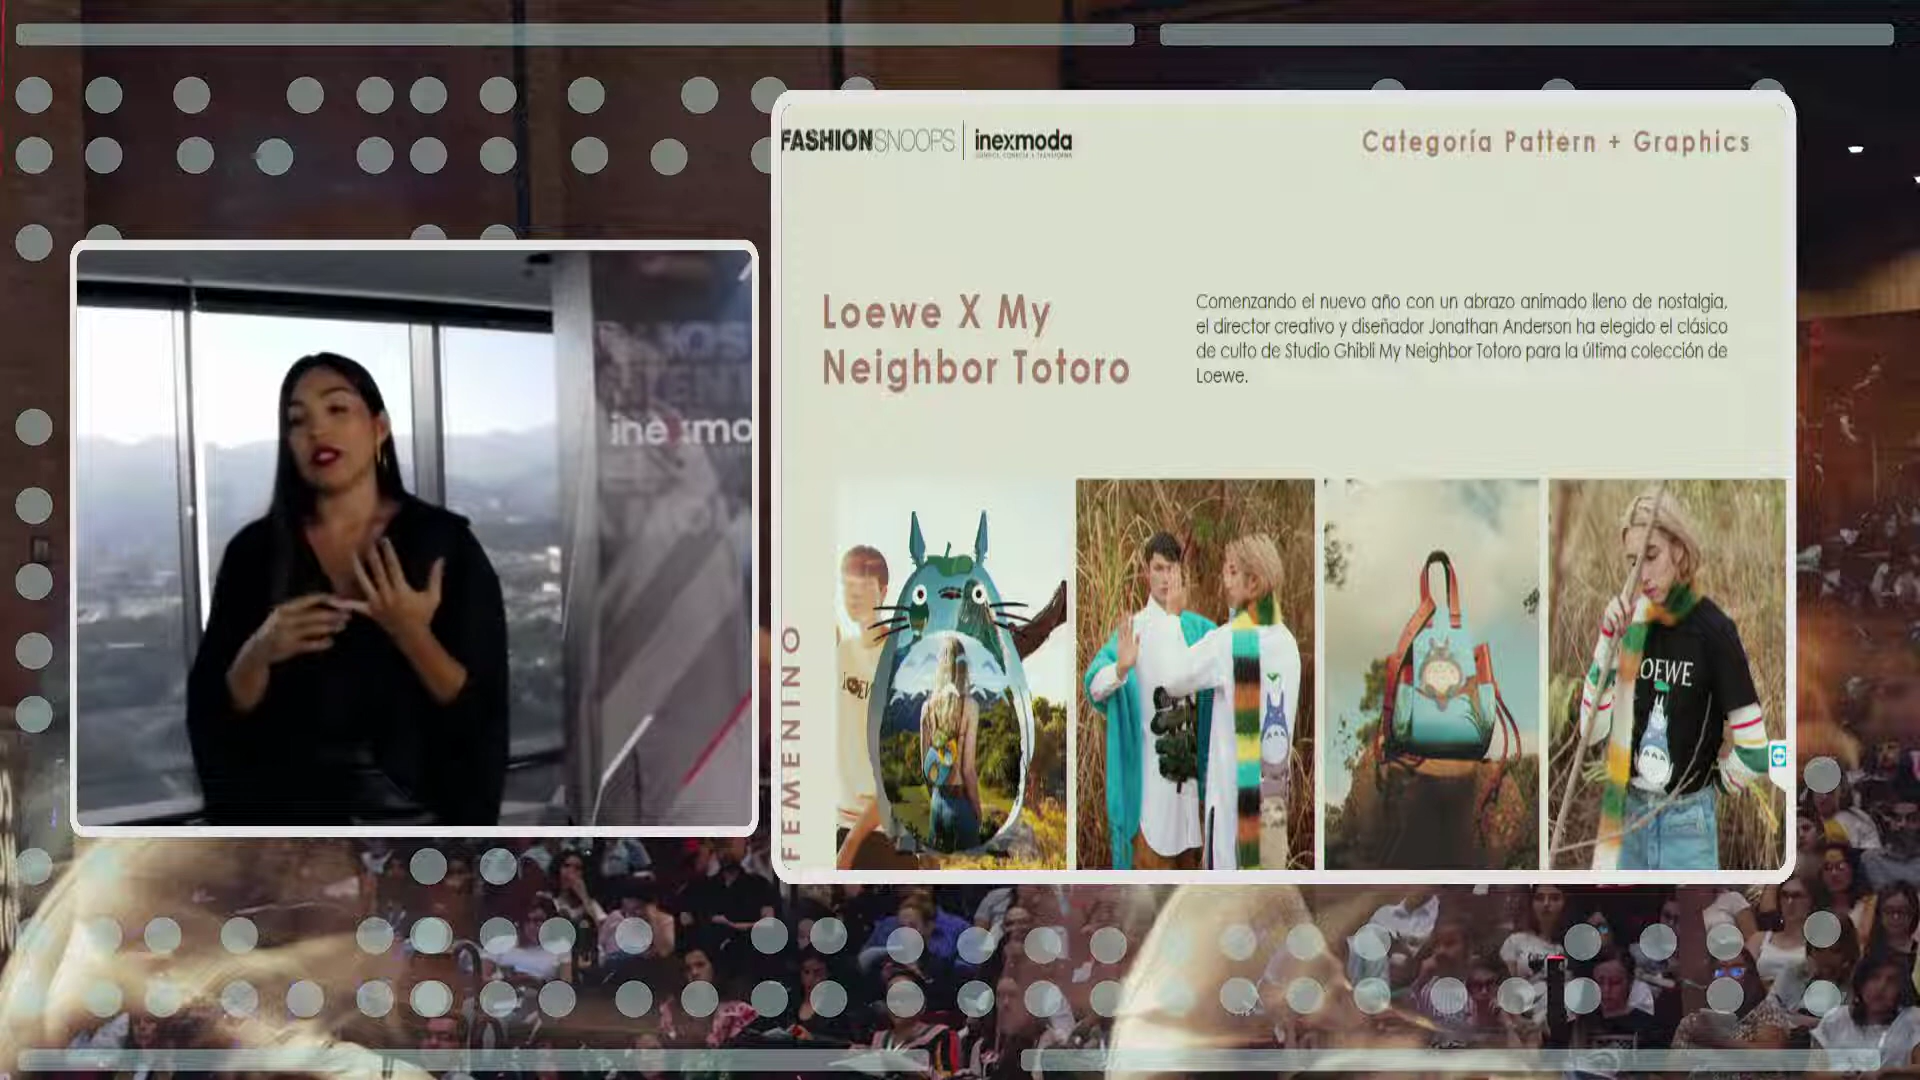 FASHIONSNOOPS
inexmoda
Categoría Pattern + Graphics
Loewe X My
Neighbor Totoro
Comenzando el nuevo año con un abrazo animado lleno de nostalgia,
el director creativo y diseñador Jonathan Anderson ha elegido el clásico
de culto de Studio Ghibli My Neighbor Totoro para la última colección de
Loewe.
FEMENINO
OEWE